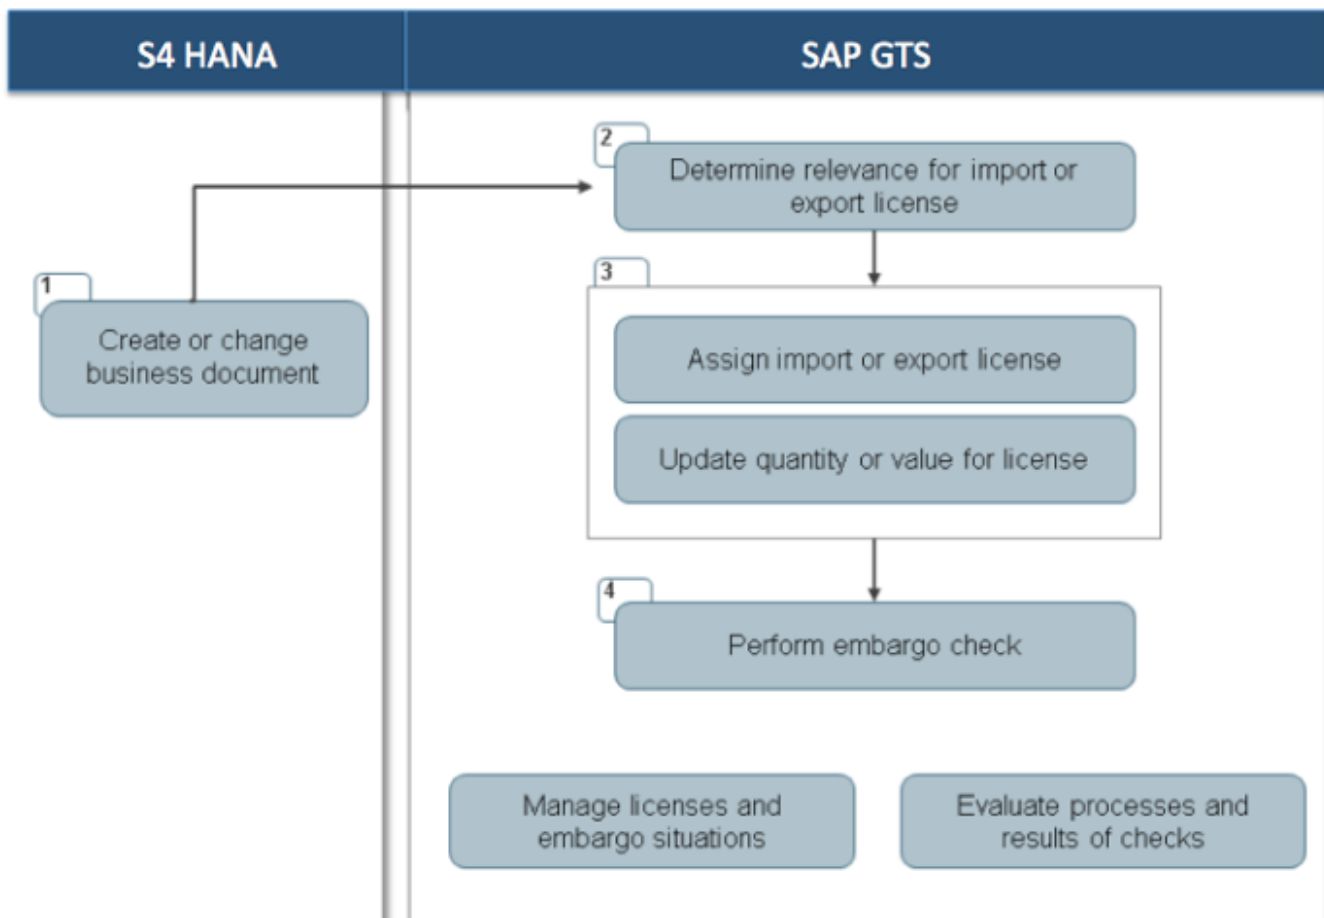 S4 HANA
SAP GTS
2
Determine relevance for import or
export license
1
Create or change
business document
3
Assign import or export license
Update quantity or value for license
4
Perform embargo check
Manage licenses and
embargo situations
Evaluate processes and
results of checks